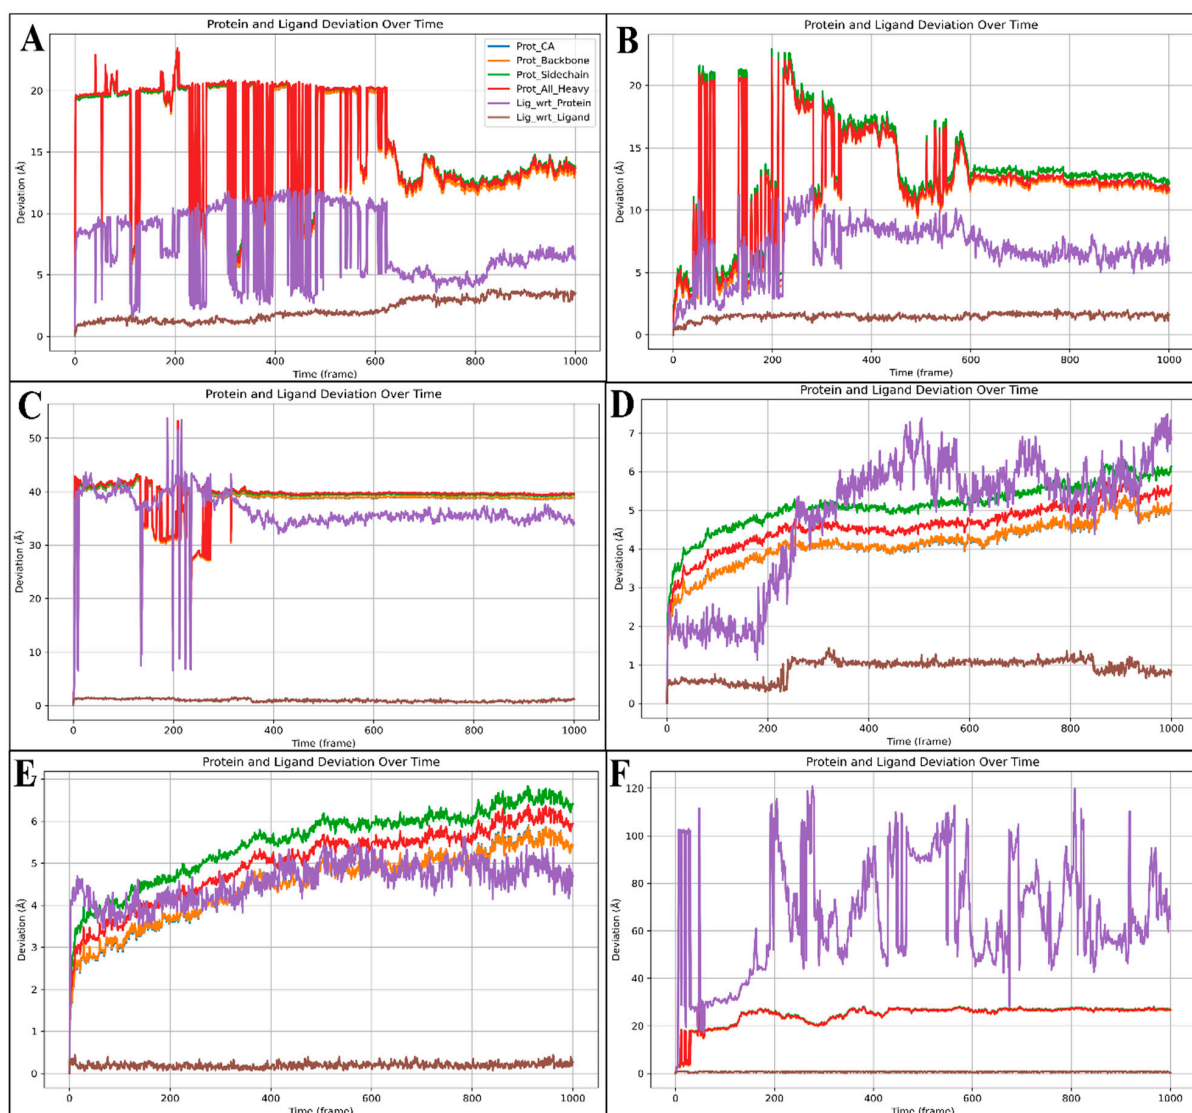 A
Protein and Ligand Deviation Over Time
Prot_CA
Prot_Backbone
Prot_Sidechain
Prot_All_Heavy
Lig_wrt_Protein
Lig_wrt_Ligand
Deviation (Å)
20
15
10
5
0
0 200 400 600 800 1000
Time (frame)
B
Protein and Ligand Deviation Over Time
Deviation (Å)
20
15
10
5
0
0 200 400 600 800 1000
Time (frame)
C
Protein and Ligand Deviation Over Time
Deviation (Å)
50
40
30
20
10
0
0 200 400 600 800 1000
Time (frame)
D
Protein and Ligand Deviation Over Time
Deviation (Å)
7
6
5
4
3
2
1
0
0 200 400 600 800 1000
Time (frame)
E
Protein and Ligand Deviation Over Time
Deviation (Å)
7
6
5
4
3
2
1
0
0 200 400 600 800 1000
Time (frame)
F
Protein and Ligand Deviation Over Time
Deviation (Å)
120
100
80
60
40
20
0
0 200 400 600 800 1000
Time (frame)